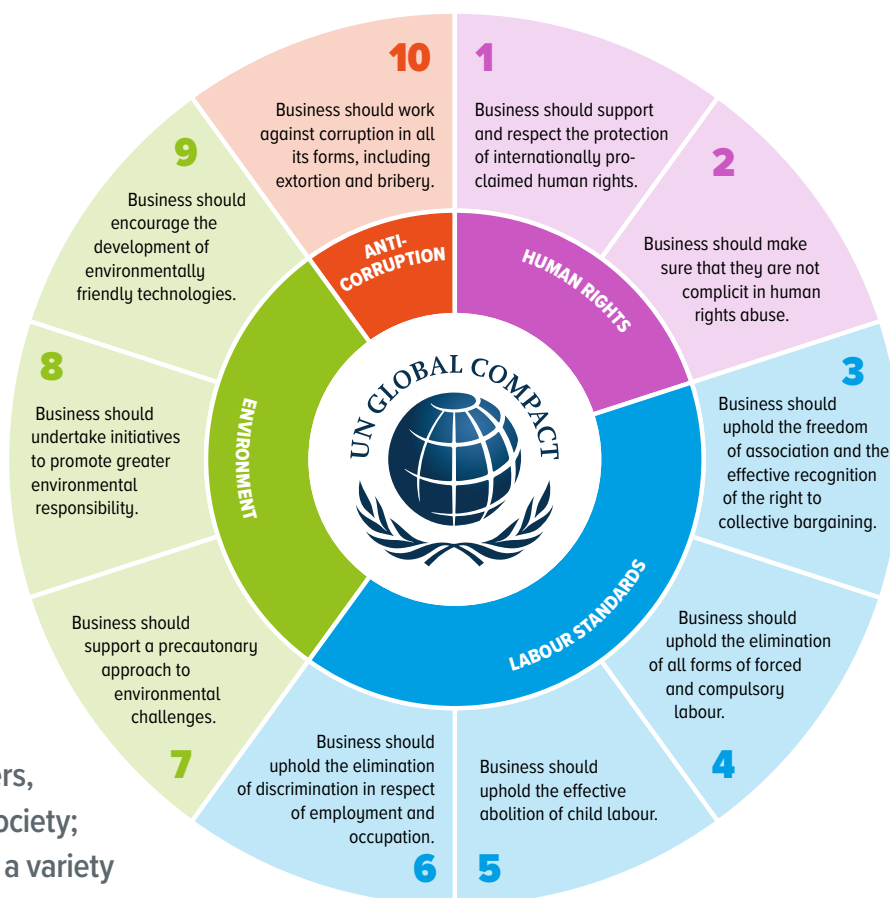 10
Business should work
against corruption in all
its forms, including
extortion and bribery.
1
Business should support
and respect the protection
of internationally pro-
claimed human rights.
2
Business should make
sure that they are not
complicit in human
rights abuse.
3
Business should
uphold the freedom
of association and the
effective recognition
of the right to
collective bargaining.
Business should
uphold the elimination
of all forms of forced
and compulsory
labour.
4
Business should
uphold the effective
abolition of child labour.
5
Business should
uphold the elimination
of discrimination in respect
of employment and
occupation.
6
Business should
support a precautonary
approach to
environmental
challenges.
7
8
Business should
undertake initiatives
to promote greater
environmental
responsibility.
9
Business should
encourage the
development of
environmentally
friendly technologies.
ANTI-
CORRUPTION
HUMAN RIGHTS
LABOUR STANDARDS
ENVIRONMENT
UN GLOBAL COMPACT
ers,
ociety;
a variety